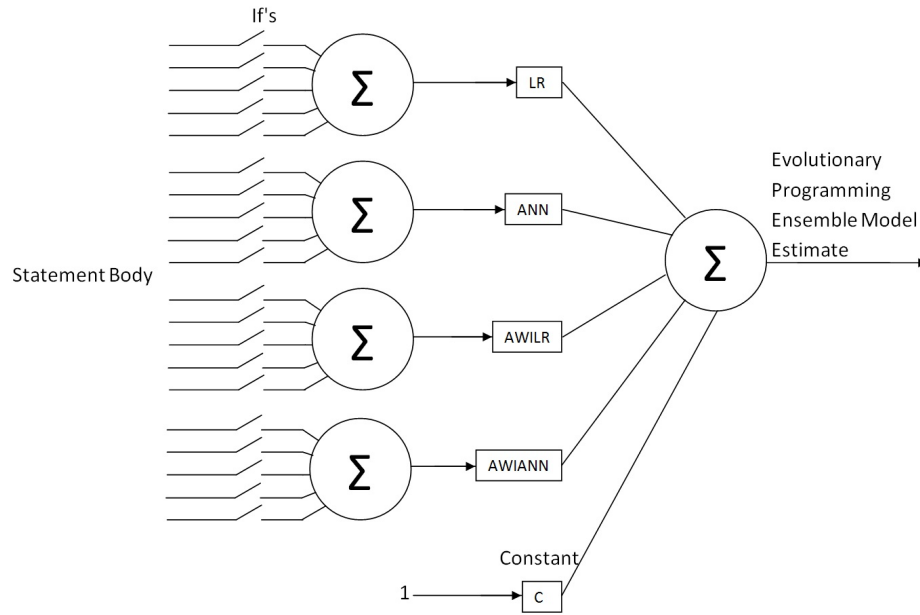 If's
Σ
LR
Σ
ANN
Evolutionary
Programming
Ensemble Model
Estimate
Σ
Statement Body
Σ
AWILR
Σ
AWIANN
Constant
1
C